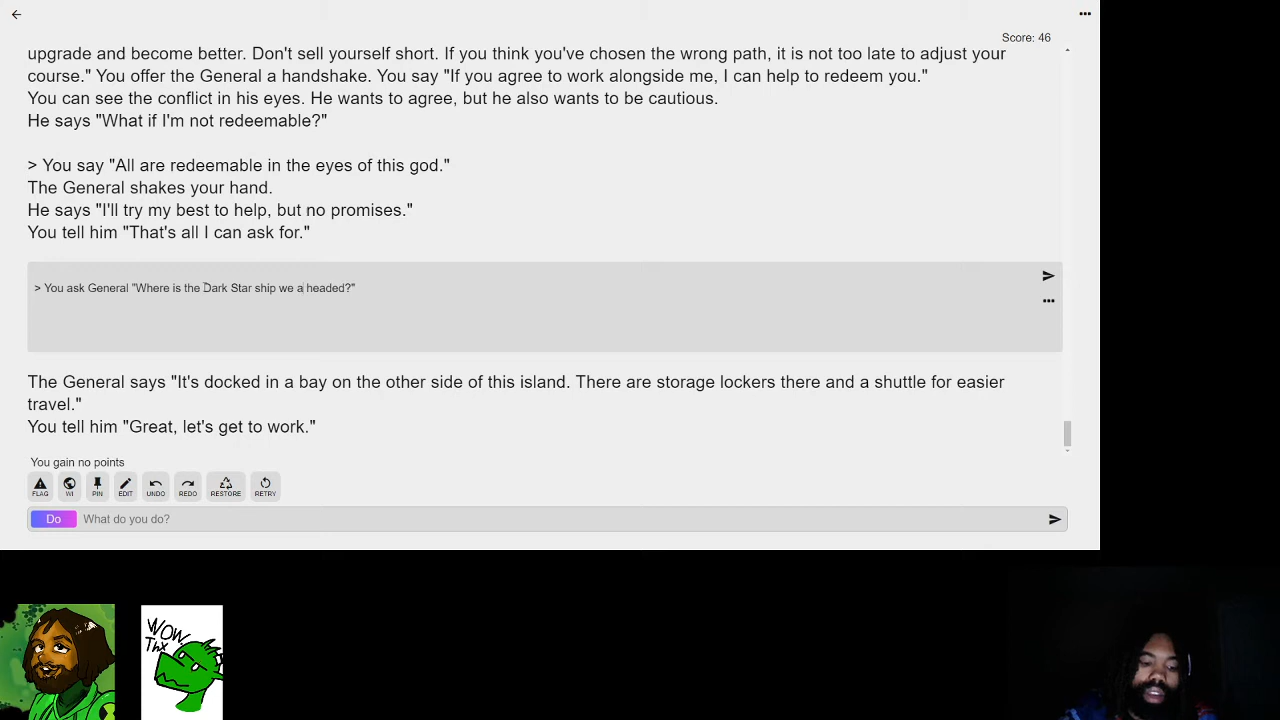 Score: 46
upgrade and become better. Don't sell yourself short. If you think you've chosen the wrong path, it is not too late to adjust your
course." You offer the General a handshake. You say "If you agree to work alongside me, I can help to redeem you."
You can see the conflict in his eyes. He wants to agree, but he also wants to be cautious.
He says "What if I'm not redeemable?"
> You say "All are redeemable in the eyes of this god."
The General shakes your hand.
He says "I'll try my best to help, but no promises."
You tell him "That's all I can ask for."
> You ask General "Where is the Dark Star ship we a headed?"
The General says "It's docked in a bay on the other side of this island. There are storage lockers there and a shuttle for easier
travel."
You tell him "Great, let's get to work."
You gain no points
FLAG WI PIN EDIT UNDO REDO RESTORE RETRY
Do What do you do?
WOW
Thx